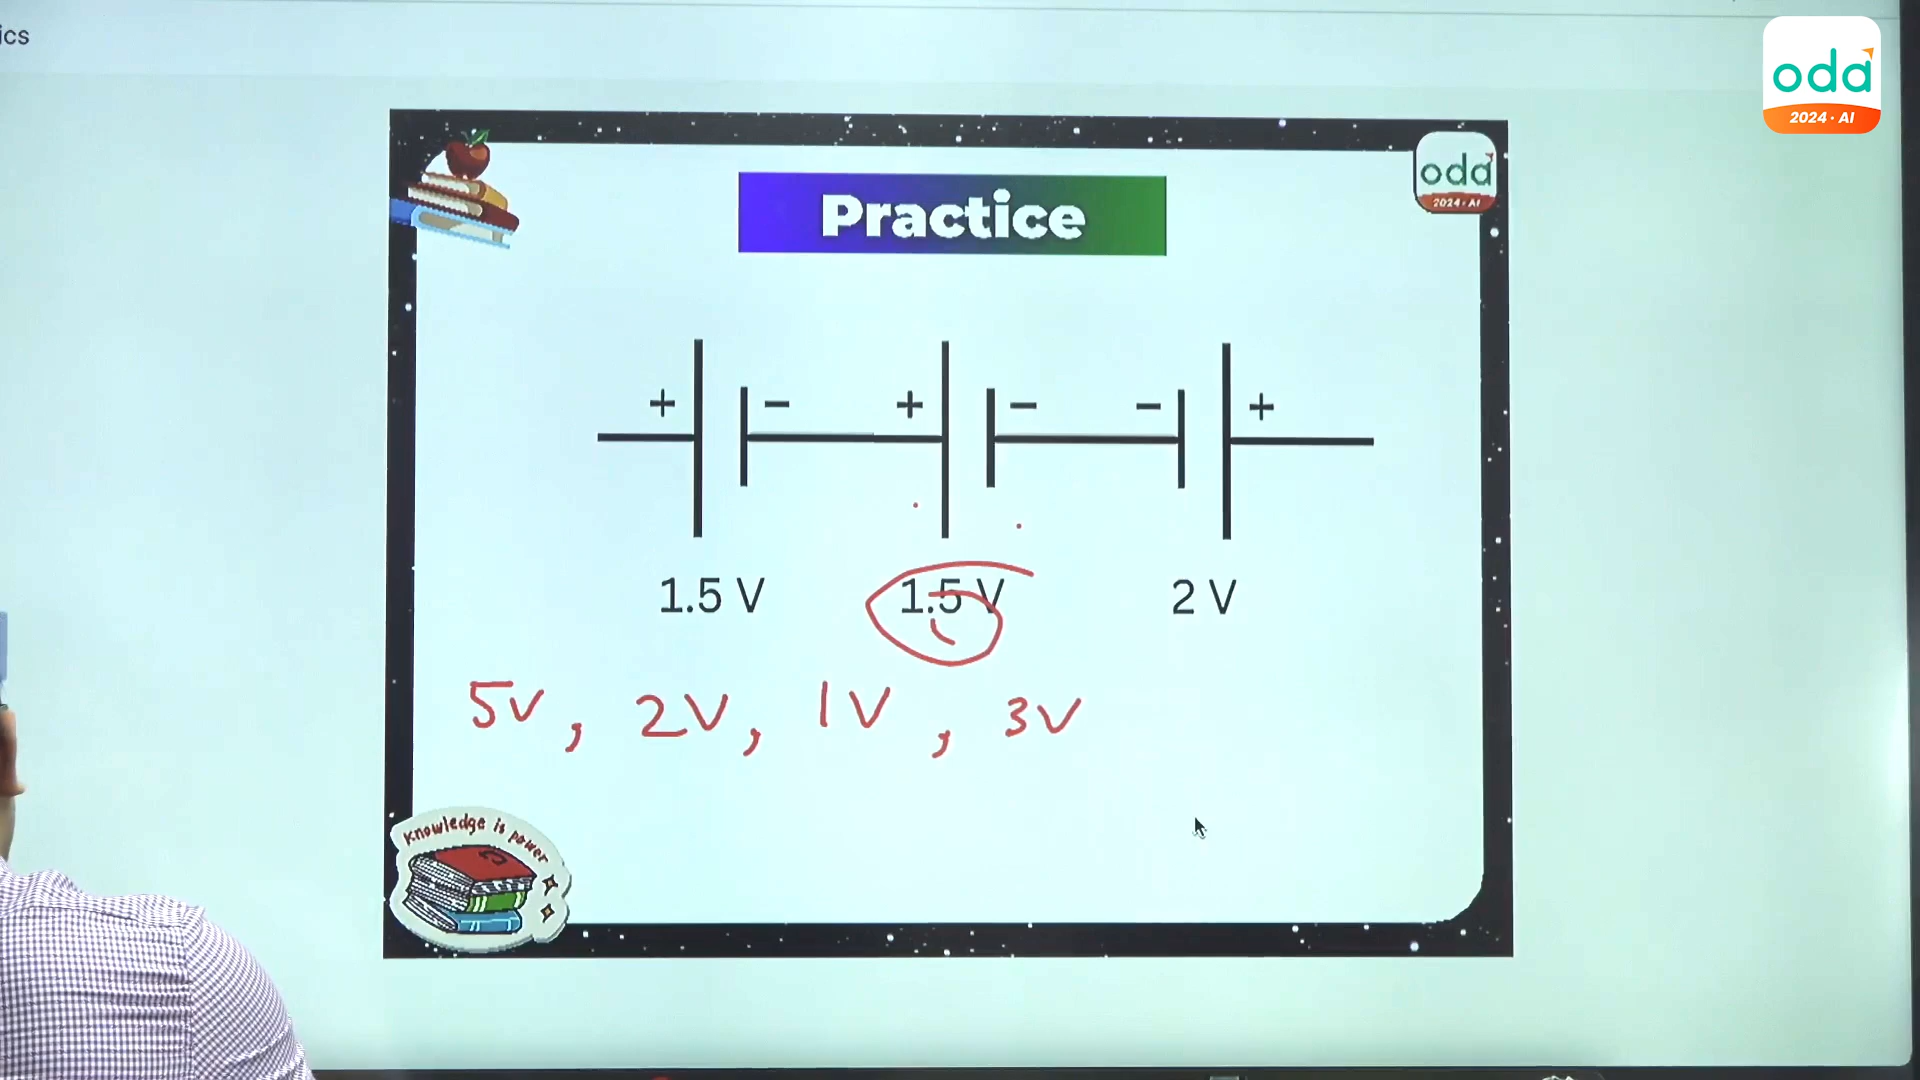 ics
oda
2024 · AI
oda
2024 · AI
Practice
+ − + − − +
1.5 V 1.5 V 2 V
5V, 2V, 1V, 3V
Knowledge is power